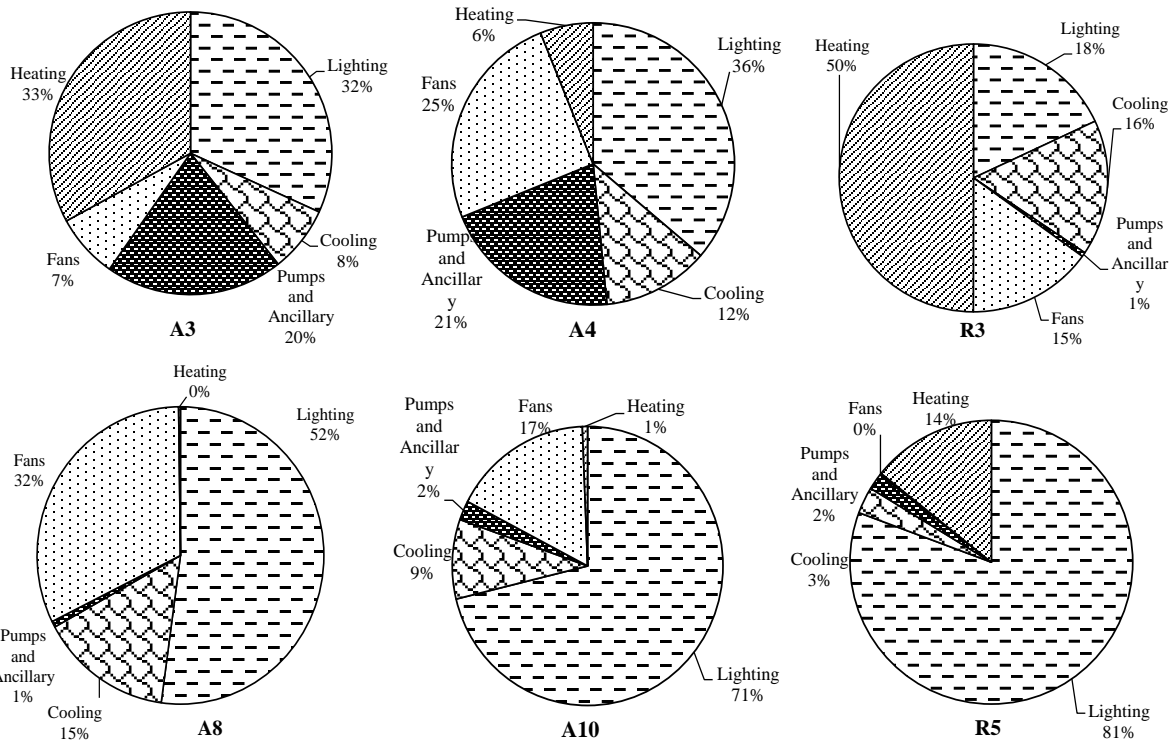 Heating
33%
Lighting
32%
Cooling
8%
Pumps
and
Ancillary
20%
Fans
7%
A3
Heating
6%
Lighting
36%
Fans
25%
Pumps
and
Ancillar
y
21%
Cooling
12%
A4
Heating
50%
Lighting
18%
Cooling
16%
Pumps
and
Ancillar
y
1%
Fans
15%
R3
Heating
0%
Lighting
52%
Fans
32%
Pumps
and
Ancillary
1%
Cooling
15%
A8
Pumps
and
Ancillar
y
2%
Fans
17%
Heating
1%
Cooling
9%
Lighting
71%
A10
Fans
0%
Heating
14%
Pumps
and
Ancillary
2%
Cooling
3%
Lighting
81%
R5